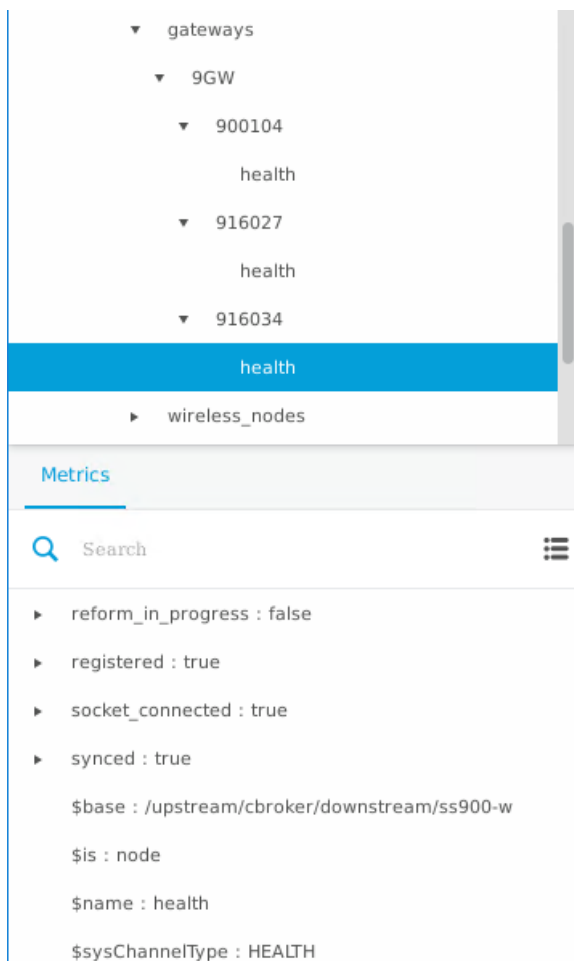 gateways
9GW
900104
health
916027
health
916034
health
wireless_nodes
Metrics
Search
reform_in_progress : false
registered : true
socket_connected : true
synced : true
$base : /upstream/cbroker/downstream/ss900-w
$is : node
$name : health
$sysChannelType : HEALTH